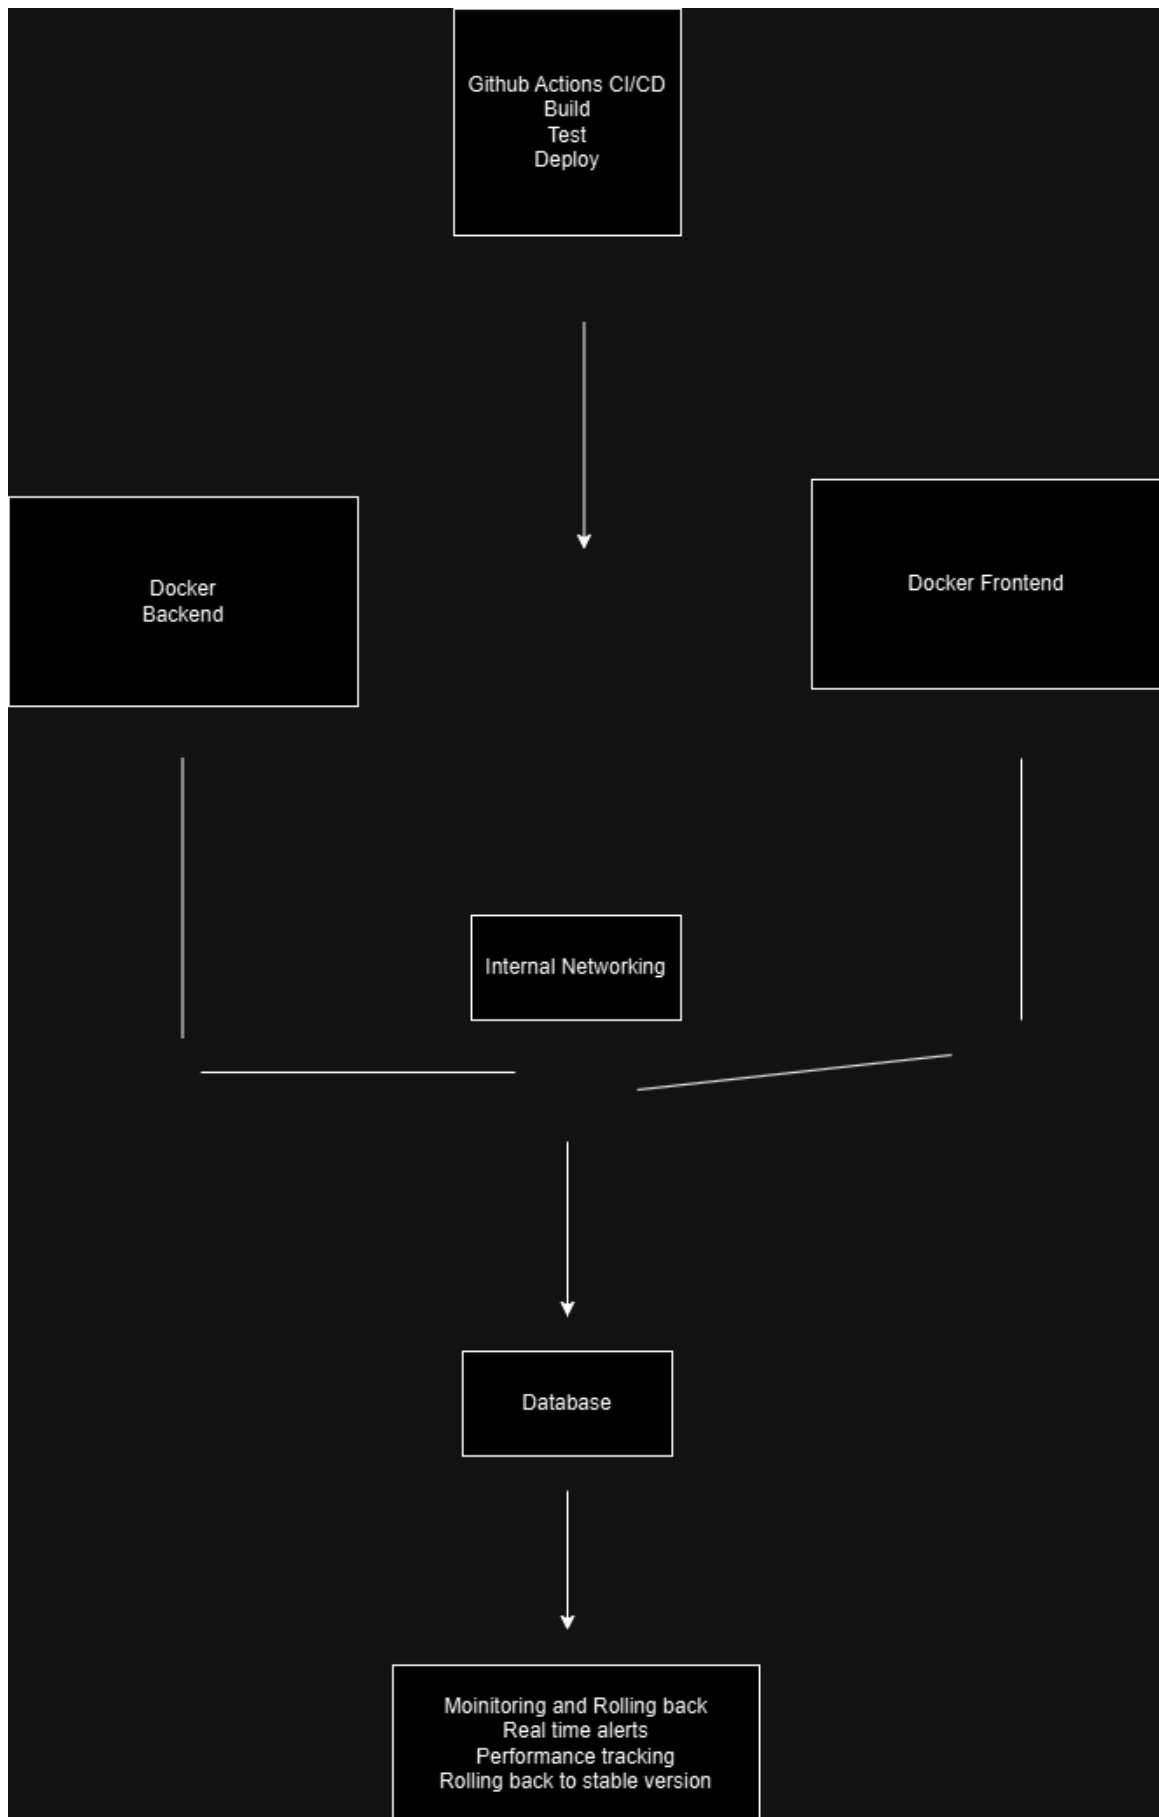 Github Actions CI/CD
Build
Test
Deploy
Docker
Backend
Docker Frontend
Internal Networking
Database
Moinitoring and Rolling back
Real time alerts
Performance tracking
Rolling back to stable version